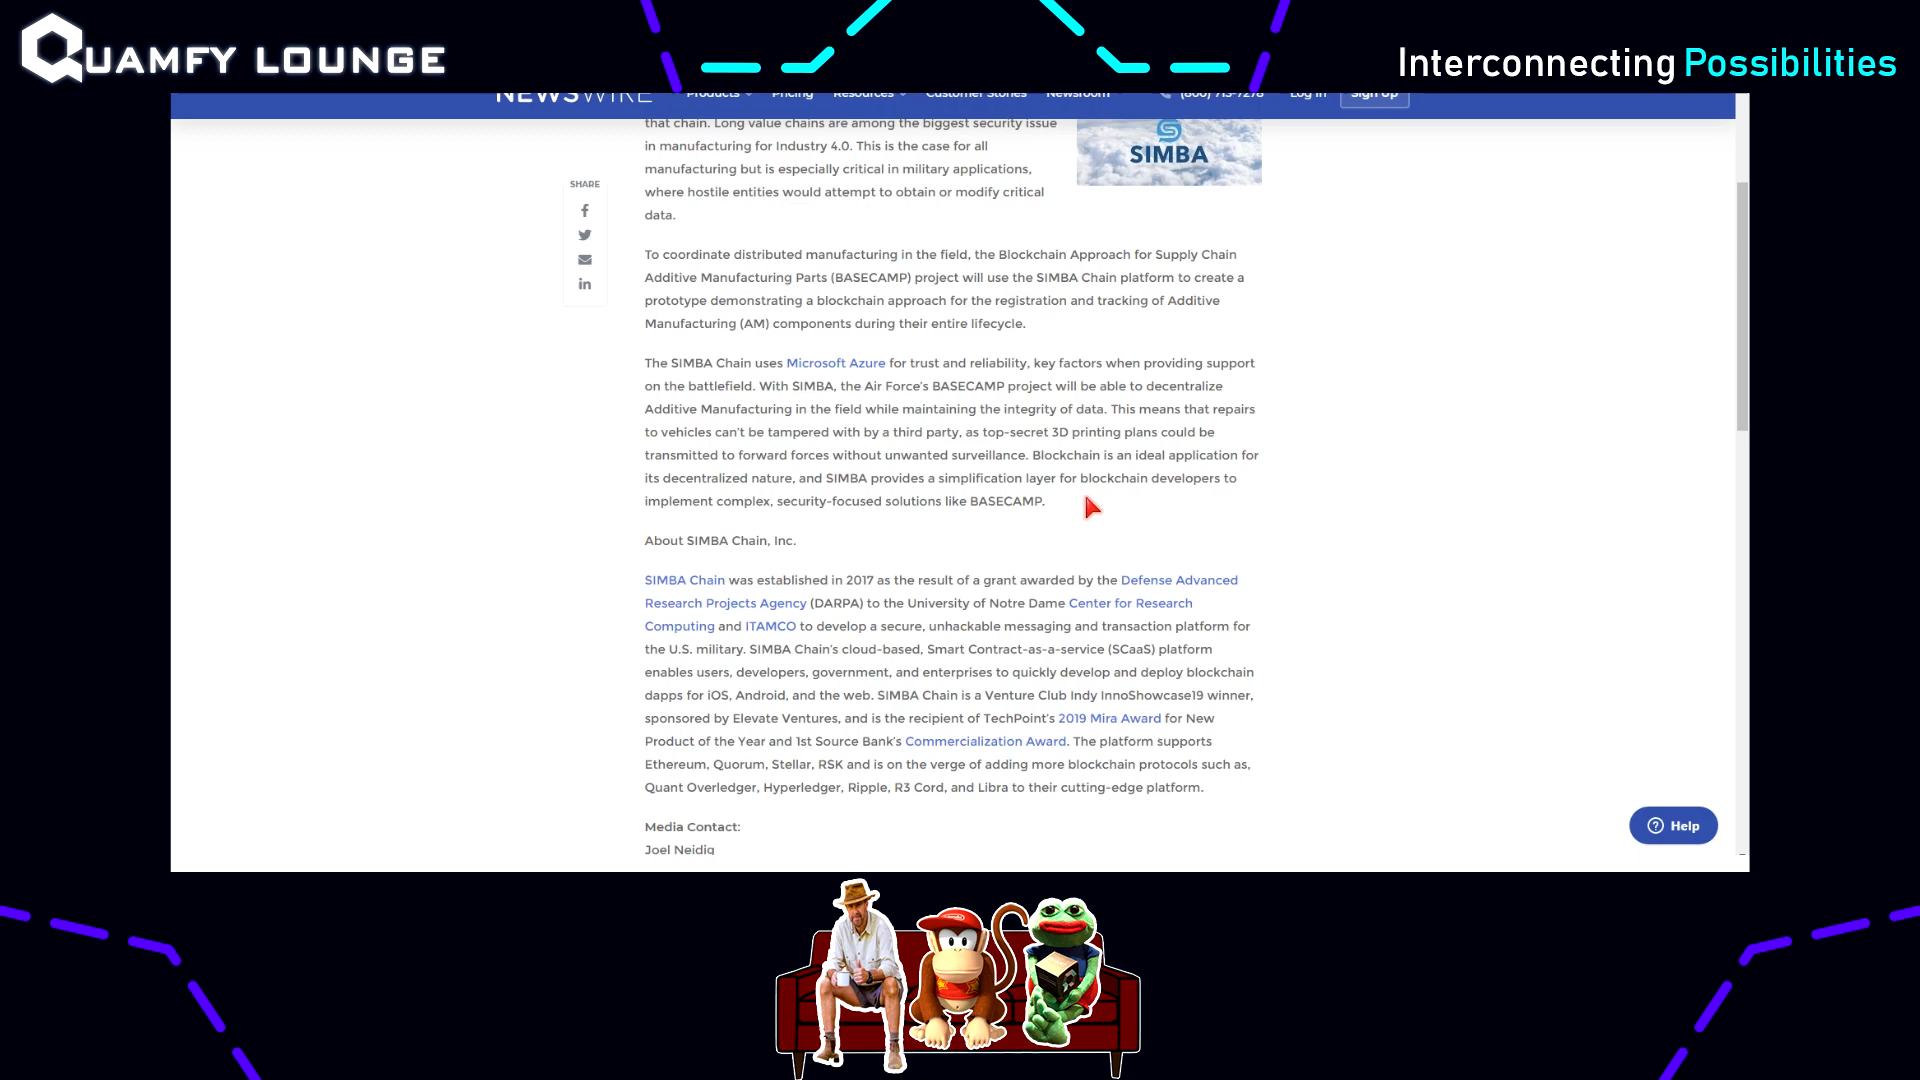 QUAMFY LOUNGE
Interconnecting Possibilities
NEWSWIRE Products Pricing Resources Customer Stories Newsroom (800) 713-7278 Log In Sign Up
that chain. Long value chains are among the biggest security issue
in manufacturing for Industry 4.0. This is the case for all
manufacturing but is especially critical in military applications,
where hostile entities would attempt to obtain or modify critical
data.
SIMBA
SHARE
To coordinate distributed manufacturing in the field, the Blockchain Approach for Supply Chain
Additive Manufacturing Parts (BASECAMP) project will use the SIMBA Chain platform to create a
prototype demonstrating a blockchain approach for the registration and tracking of Additive
Manufacturing (AM) components during their entire lifecycle.
The SIMBA Chain uses Microsoft Azure for trust and reliability, key factors when providing support
on the battlefield. With SIMBA, the Air Force's BASECAMP project will be able to decentralize
Additive Manufacturing in the field while maintaining the integrity of data. This means that repairs
to vehicles can't be tampered with by a third party, as top-secret 3D printing plans could be
transmitted to forward forces without unwanted surveillance. Blockchain is an ideal application for
its decentralized nature, and SIMBA provides a simplification layer for blockchain developers to
implement complex, security-focused solutions like BASECAMP.
About SIMBA Chain, Inc.
SIMBA Chain was established in 2017 as the result of a grant awarded by the Defense Advanced
Research Projects Agency (DARPA) to the University of Notre Dame Center for Research
Computing and ITAMCO to develop a secure, unhackable messaging and transaction platform for
the U.S. military. SIMBA Chain's cloud-based, Smart Contract-as-a-service (SCaaS) platform
enables users, developers, government, and enterprises to quickly develop and deploy blockchain
dapps for iOS, Android, and the web. SIMBA Chain is a Venture Club Indy InnoShowcase19 winner,
sponsored by Elevate Ventures, and is the recipient of TechPoint's 2019 Mira Award for New
Product of the Year and 1st Source Bank's Commercialization Award. The platform supports
Ethereum, Quorum, Stellar, RSK and is on the verge of adding more blockchain protocols such as,
Quant Overledger, Hyperledger, Ripple, R3 Cord, and Libra to their cutting-edge platform.
Media Contact:
Joel Neidig
Help